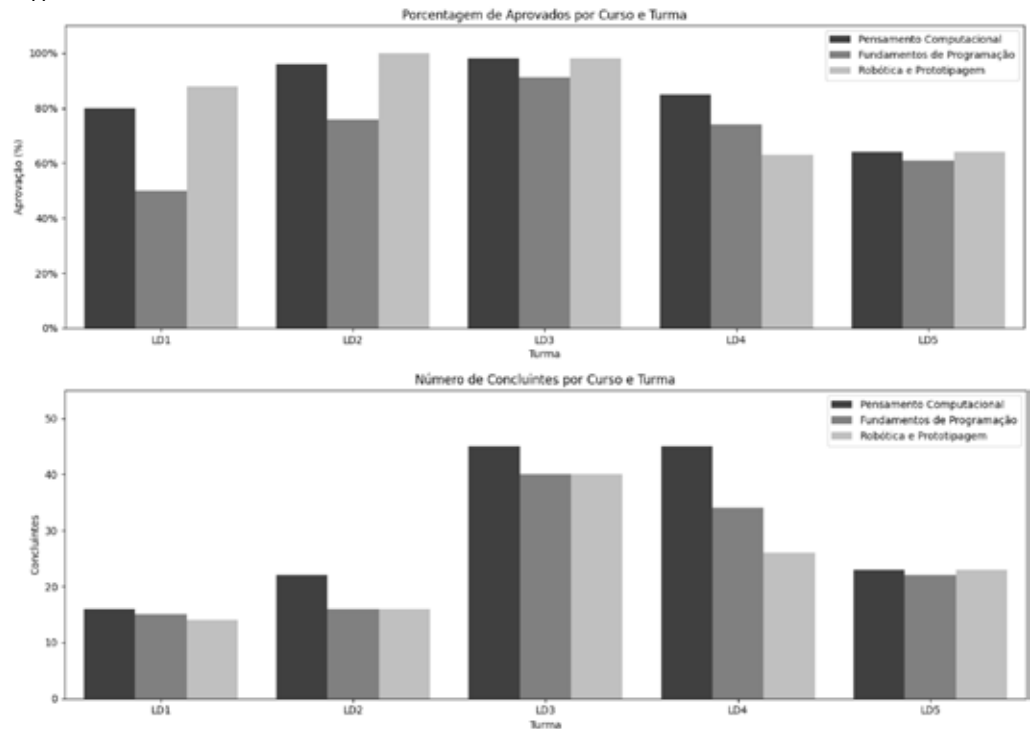 Porcentagem de Aprovados por Curso e Turma
Pensamento Computacional
Fundamentos de Programação
Robótica e Prototipagem
100%
80%
60%
40%
20%
0%
Aprovação (%)
LD1 LD2 LD3 LD4 LD5
Turma
Número de Concluintes por Curso e Turma
Pensamento Computacional
Fundamentos de Programação
Robótica e Prototipagem
50
40
30
20
10
0
Concluintes
LD1 LD2 LD3 LD4 LD5
Turma